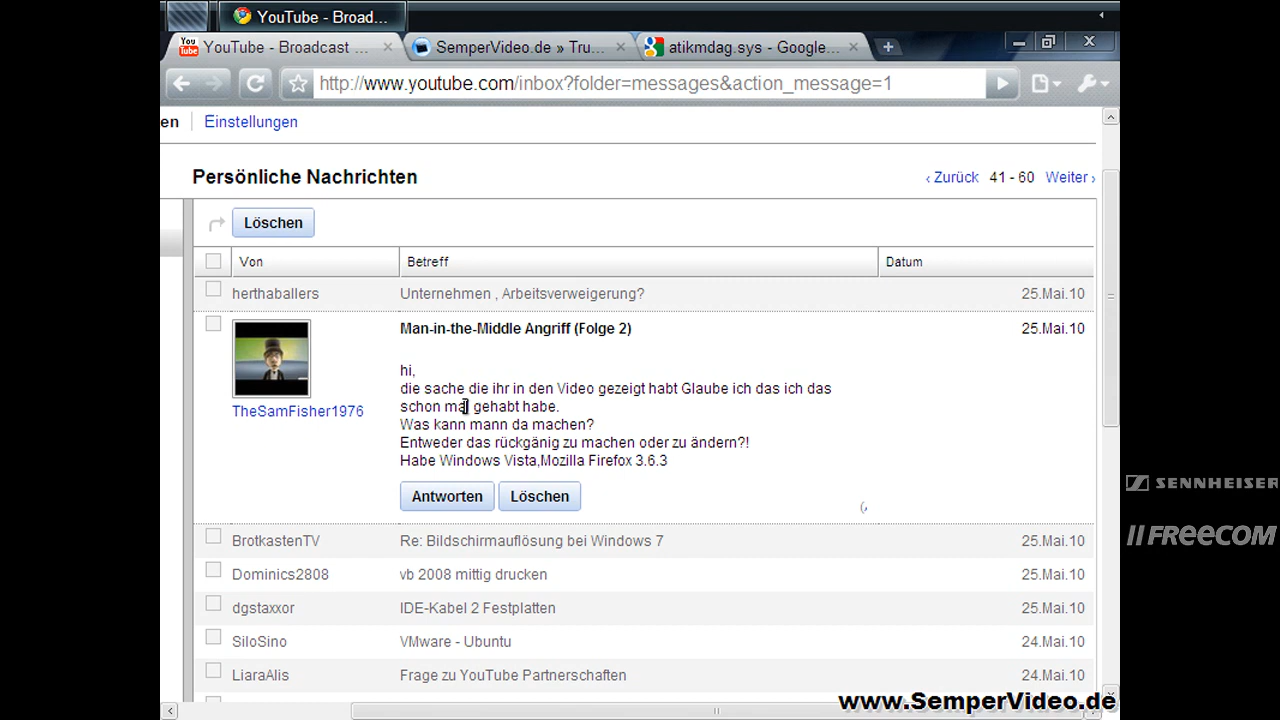 YouTube - Broad...
YouTube - Broadcast ...
SemperVideo.de » Tru...
atikmdag.sys - Google...
http://www.youtube.com/inbox?folder=messages&action_message=1
en
Einstellungen
Persönliche Nachrichten
‹ Zurück 41 - 60 Weiter ›
Löschen
Von Betreff Datum
herthaballers Unternehmen , Arbeitsverweigerung? 25.Mai.10
Man-in-the-Middle Angriff (Folge 2) 25.Mai.10
hi,
die sache die ihr in den Video gezeigt habt Glaube ich das ich das
schon mal gehabt habe.
Was kann mann da machen?
Entweder das rückgänig zu machen oder zu ändern?!
Habe Windows Vista,Mozilla Firefox 3.6.3
TheSamFisher1976
Antworten Löschen
BrotkastenTV Re: Bildschirmauflösung bei Windows 7 25.Mai.10
Dominics2808 vb 2008 mittig drucken 25.Mai.10
dgstaxxor IDE-Kabel 2 Festplatten 25.Mai.10
SiloSino VMware - Ubuntu 24.Mai.10
LiaraAlis Frage zu YouTube Partnerschaften 24.Mai.10
www.SemperVideo.de
SENNHEISER
FREECOM